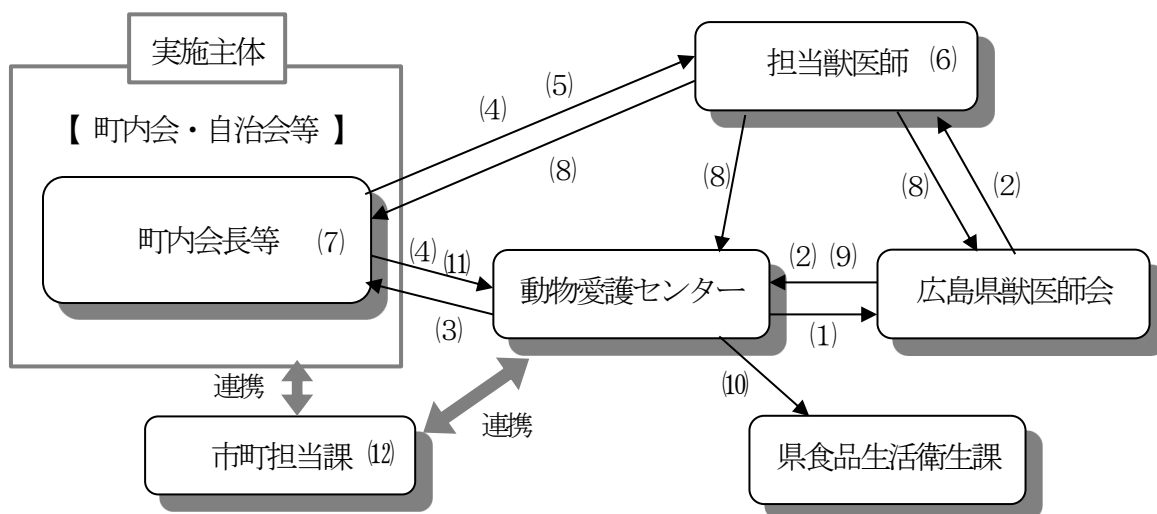 実施主体
【 町内会・自治会等 】
町内会長等 ⑺
担当獣医師 ⑹
⑷
⑸
⑻
⑻
⑻
⑵
⑷ ⑾
⑶
動物愛護センター
⑵ ⑼
⑴
広島県獣医師会
連携
連携
⑽
市町担当課 ⑿
県食品生活衛生課